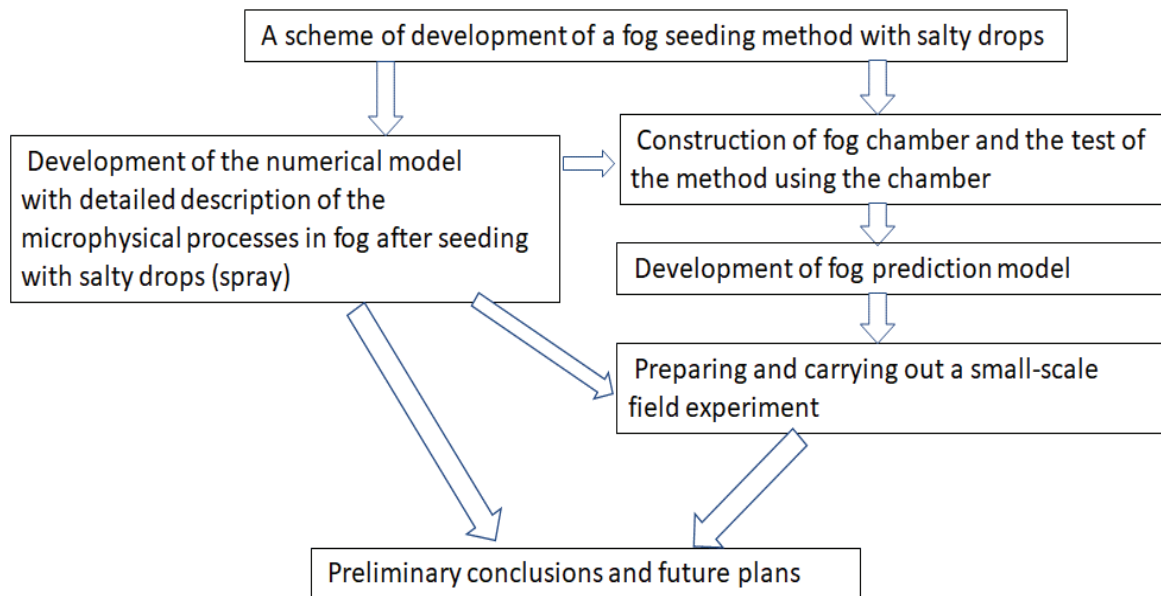 A scheme of development of a fog seeding method with salty drops
Development of the numerical model
with detailed description of the
microphysical processes in fog after seeding
with salty drops (spray)
Construction of fog chamber and the test of
the method using the chamber
Development of fog prediction model
Preparing and carrying out a small-scale
field experiment
Preliminary conclusions and future plans